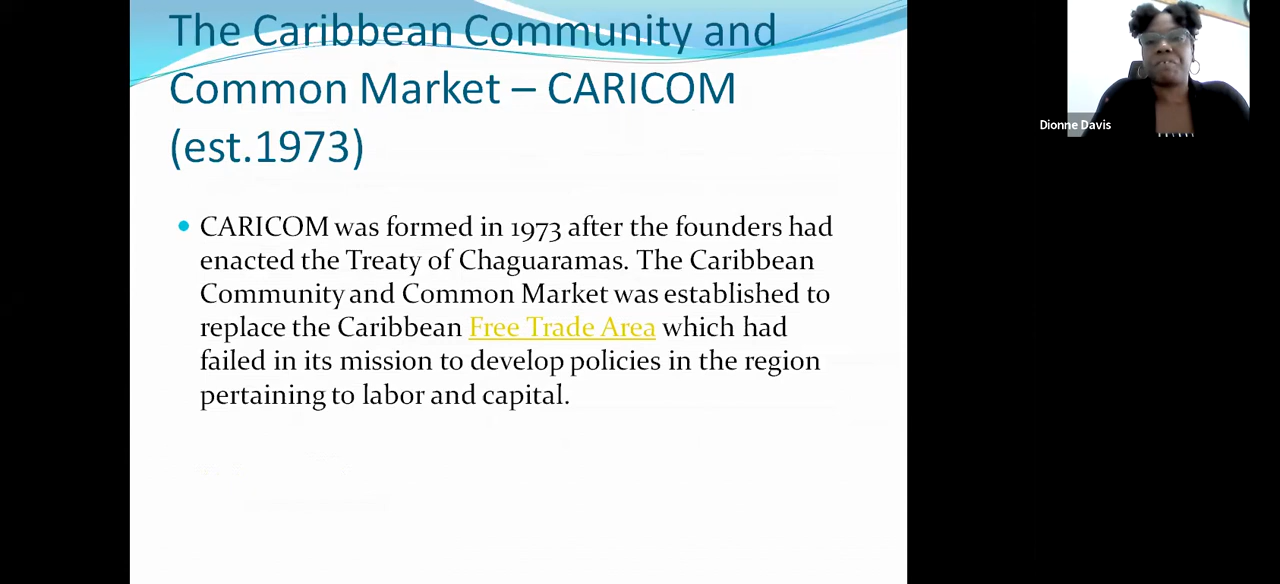 The Caribbean Community and
Common Market – CARICOM
(est.1973)
CARICOM was formed in 1973 after the founders had
enacted the Treaty of Chaguaramas. The Caribbean
Community and Common Market was established to
replace the Caribbean Free Trade Area which had
failed in its mission to develop policies in the region
pertaining to labor and capital.
Dionne Davis